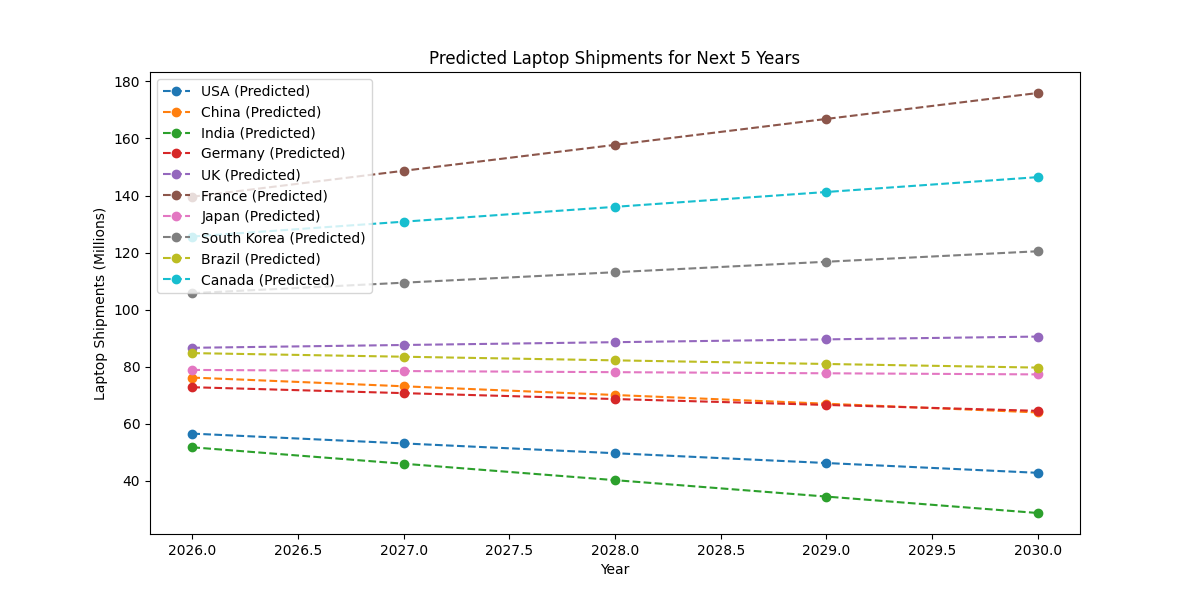 Predicted Laptop Shipments for Next 5 Years
Laptop Shipments (Millions)
180
160
140
120
100
80
60
40
USA (Predicted)
China (Predicted)
India (Predicted)
Germany (Predicted)
UK (Predicted)
France (Predicted)
Japan (Predicted)
South Korea (Predicted)
Brazil (Predicted)
Canada (Predicted)
2026.0 2026.5 2027.0 2027.5 2028.0 2028.5 2029.0 2029.5 2030.0
Year